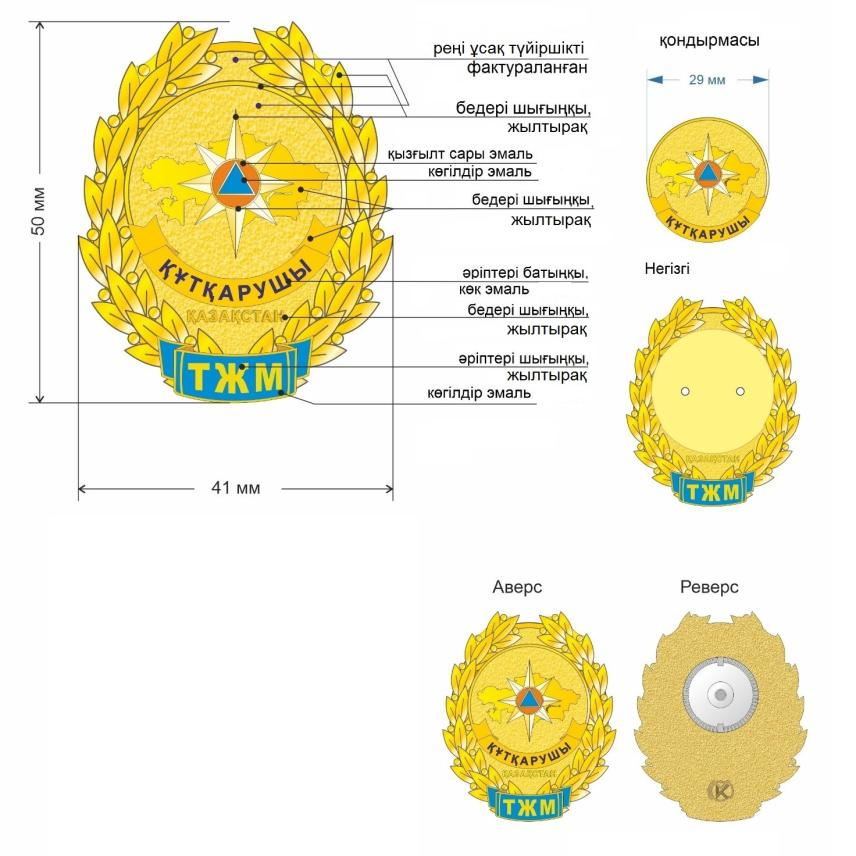 реңі ұсақ түйіршікті
фактураланған
бедері шығыңқы,
жылтырақ
қызғылт сары эмаль
көгілдір эмаль
бедері шығыңқы,
жылтырақ
әріптері батыңқы,
көк эмаль
бедері шығыңқы,
жылтырақ
әріптері шығыңқы,
жылтырақ
көгілдір эмаль
50 мм
41 мм
ҚҰТҚАРУШЫ
ҚАЗАҚСТАН
ТЖМ
қондырмасы
29 мм
ҚҰТҚАРУШЫ
Негізгі
ҚАЗАҚСТАН
ТЖМ
Аверс
ҚҰТҚАРУШЫ
ҚАЗАҚСТАН
ТЖМ
Реверс